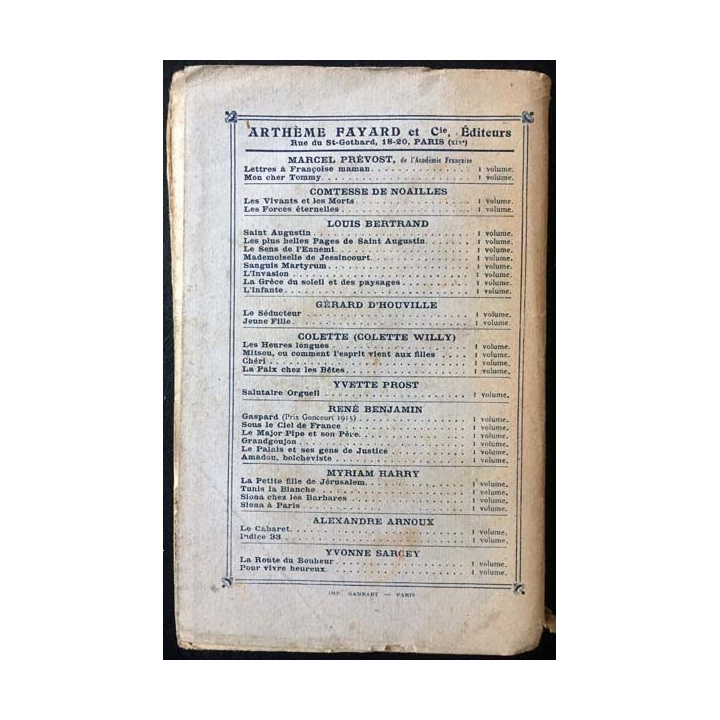 ARTHÈME FAYARD et Cie, Éditeurs
Rue du St-Gothard, 18-20, PARIS (XIVe)
MARCEL PRÉVOST, de l'Académie Française
Lettres à Françoise maman . . . 1 volume.
Mon cher Tommy . . . 1 volume.
COMTESSE DE NOAILLES
Les Vivants et les Morts . . . 1 volume.
Les Forces éternelles . . . 1 volume.
LOUIS BERTRAND
Saint Augustin . . . 1 volume.
Les plus belles Pages de Saint Augustin . . . 1 volume.
Le Sens de l'Ennemi . . . 1 volume.
Mademoiselle de Jessincourt . . . 1 volume.
Sanguis Martyrum . . . 1 volume.
L'Invasion . . . 1 volume.
La Grèce du soleil et des paysages . . . 1 volume.
L'Infante . . . 1 volume.
GÉRARD D'HOUVILLE
Le Séducteur . . . 1 volume.
Jeune Fille . . . 1 volume.
COLETTE (COLETTE WILLY)
Les Heures longues . . . 1 volume.
Mitsou, ou comment l'esprit vient aux filles . . . 1 volume.
Chéri . . . 1 volume.
La Paix chez les Bêtes . . . 1 volume.
YVETTE PROST
Salutaire Orgueil . . . 1 volume.
RENÉ BENJAMIN
Gaspard (Prix Goncourt 1915) . . . 1 volume.
Sous le Ciel de France . . . 1 volume.
Le Major Pipe et son Père . . . 1 volume.
Grandgoujon . . . 1 volume.
Le Palais et ses gens de Justice . . . 1 volume.
Amadou, bolcheviste . . . 1 volume.
MYRIAM HARRY
La Petite fille de Jérusalem . . . 1 volume.
Tunis la Blanche . . . 1 volume.
Siona chez les Barbares . . . 1 volume.
Siona à Paris . . . 1 volume.
ALEXANDRE ARNOUX
Le Cabaret . . . 1 volume.
Indice 33 . . . 1 volume.
YVONNE SARCEY
La Route du Bonheur . . . 1 volume.
Pour vivre heureux . . . 1 volume.
IMP. — PARIS